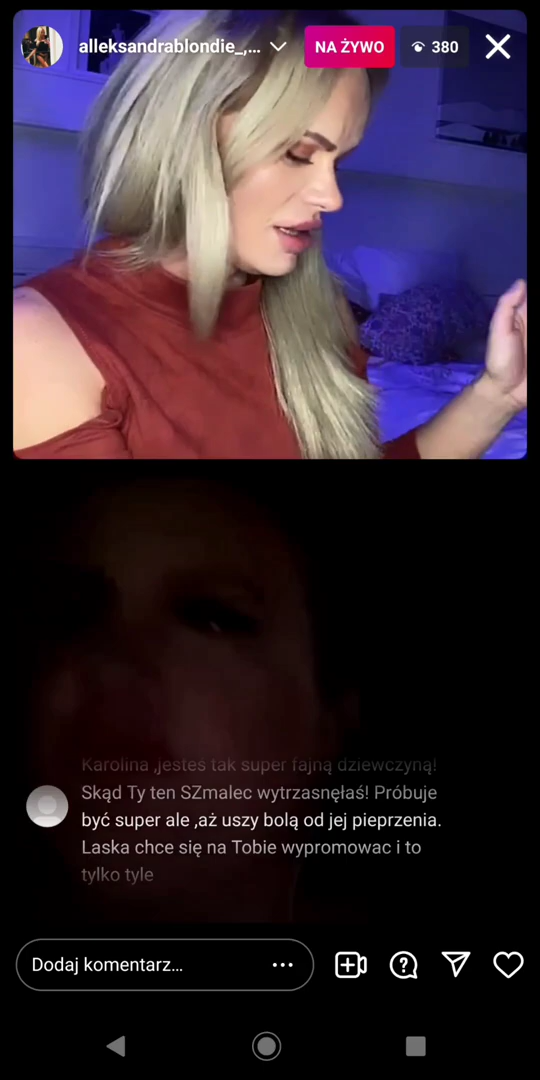 alleksandrablondie_,...
NA ŻYWO
380
Karolina ,jesteś tak super fajną dziewczyną!
Skąd Ty ten SZmalec wytrzasnęłaś! Próbuje
być super ale ,aż uszy bolą od jej pieprzenia.
Laska chce się na Tobie wypromowac i to
tylko tyle
Dodaj komentarz...